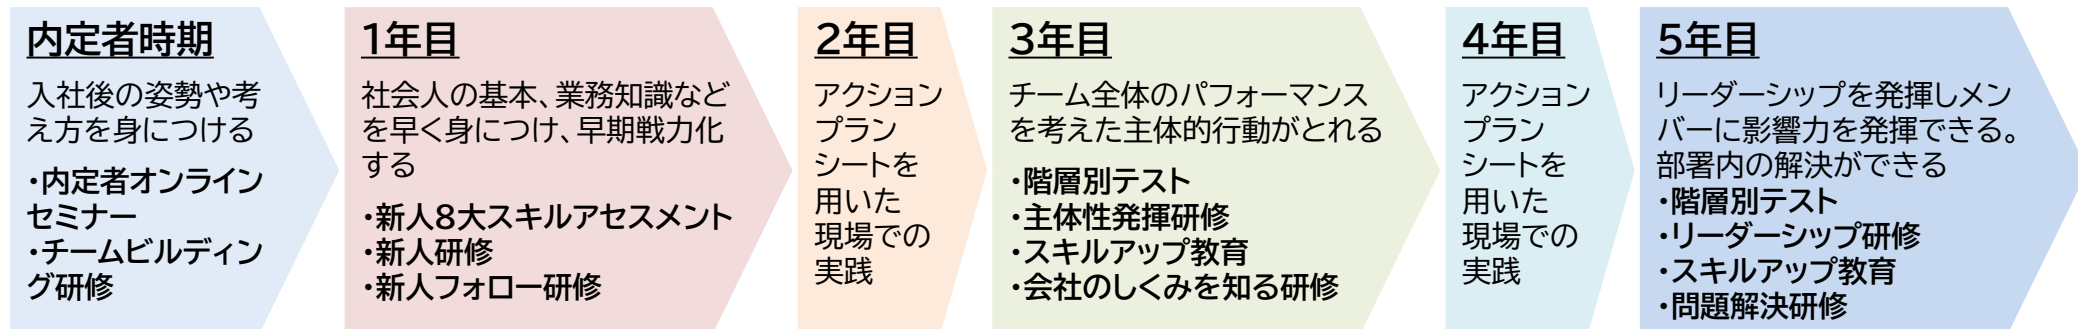 内定者時期
入社後の姿勢や考
え方を身につける
・内定者オンライン
セミナー
・チームビルディン
グ研修
1年目
社会人の基本、業務知識など
を早く身につけ、早期戦力化
する
・新人8大スキルアセスメント
・新人研修
・新人フォロー研修
2年目
アクション
プラン
シートを
用いた
現場での
実践
3年目
チーム全体のパフォーマンス
を考えた主体的行動がとれる
・階層別テスト
・主体性発揮研修
・スキルアップ教育
・会社のしくみを知る研修
4年目
アクション
プラン
シートを
用いた
現場での
実践
5年目
リーダーシップを発揮しメン
バーに影響力を発揮できる。
部署内の解決ができる
・階層別テスト
・リーダーシップ研修
・スキルアップ教育
・問題解決研修